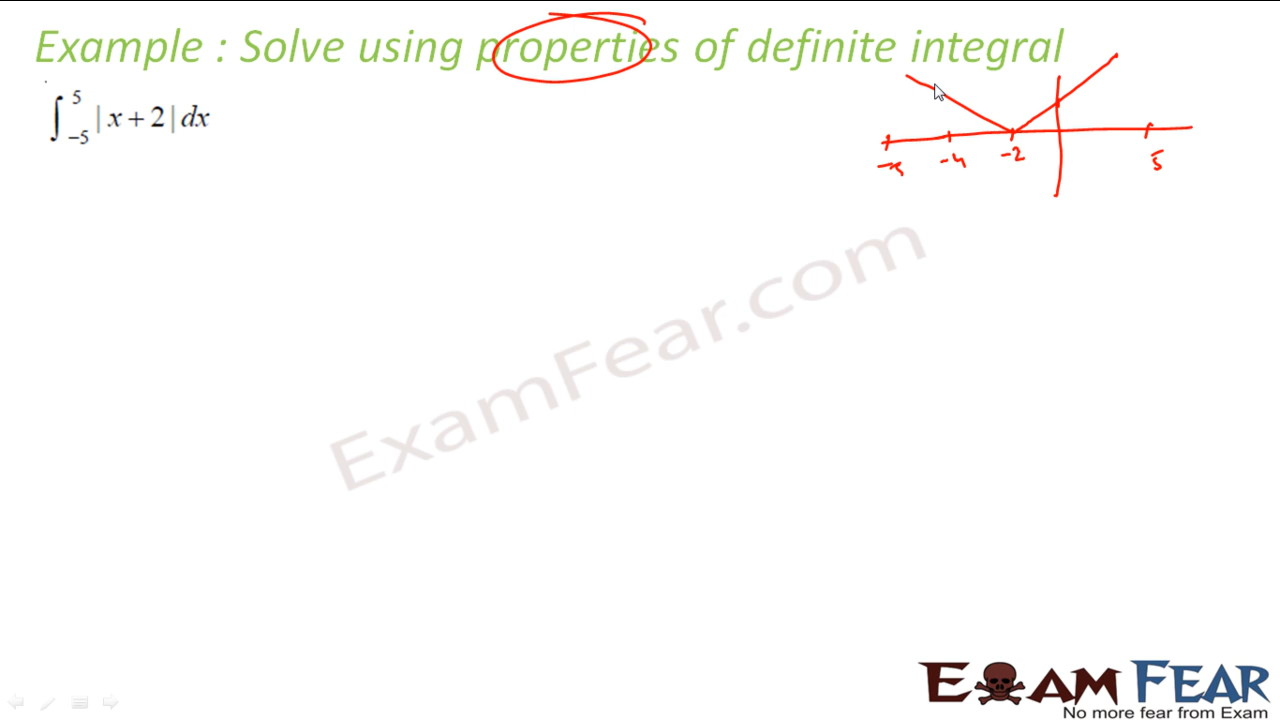 Example : Solve using properties of definite integral
∫₋₅⁵ | x + 2 | dx
-5 -4 -2 5
ExamFear.com
EXAM FEAR
No more fear from Exam